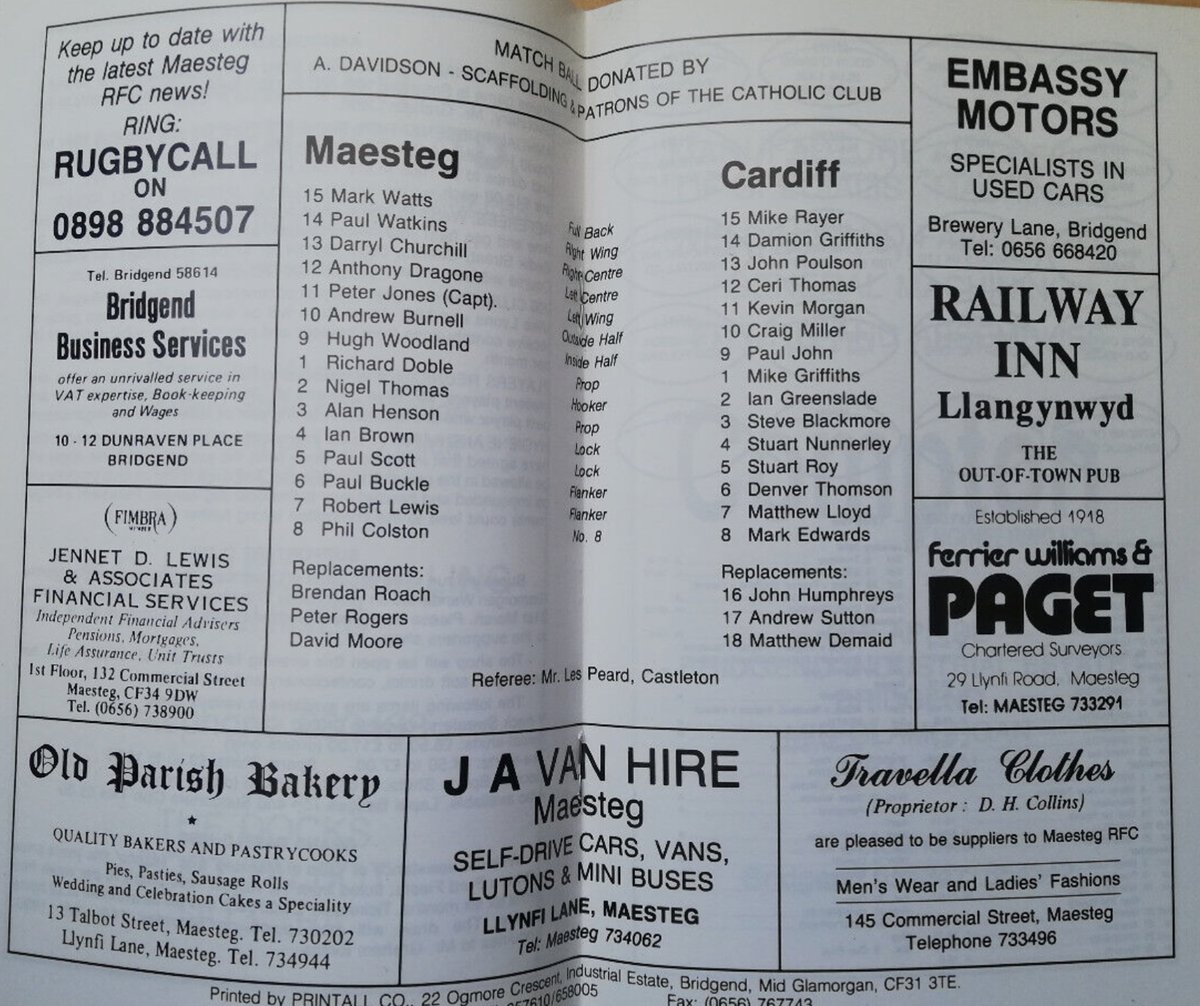 Keep up to date with
the latest Maesteg
RFC news!
RING:
RUGBYCALL
ON
0898 884507
Tel. Bridgend 58614
Bridgend
Business Services
offer an unrivalled service in
VAT expertise, Book-keeping
and Wages
10 - 12 DUNRAVEN PLACE
BRIDGEND
FIMBRA
MEMBER
JENNET D. LEWIS
& ASSOCIATES
FINANCIAL SERVICES
Independent Financial Advisers
Pensions, Mortgages,
Life Assurance, Unit Trusts
1st Floor, 132 Commercial Street
Maesteg, CF34 9DW
Tel. (0656) 738900
MATCH BALL DONATED BY
A. DAVIDSON - SCAFFOLDING & PATRONS OF THE CATHOLIC CLUB
Maesteg
15 Mark Watts
14 Paul Watkins
13 Darryl Churchill
12 Anthony Dragone
11 Peter Jones (Capt).
10 Andrew Burnell
9 Hugh Woodland
1 Richard Doble
2 Nigel Thomas
3 Alan Henson
4 Ian Brown
5 Paul Scott
6 Paul Buckle
7 Robert Lewis
8 Phil Colston
Replacements:
Brendan Roach
Peter Rogers
David Moore
Full Back
Right Wing
Right Centre
Left Centre
Left Wing
Outside Half
Inside Half
Prop
Hooker
Prop
Lock
Lock
Flanker
Flanker
No. 8
Cardiff
15 Mike Rayer
14 Damion Griffiths
13 John Poulson
12 Ceri Thomas
11 Kevin Morgan
10 Craig Miller
9 Paul John
1 Mike Griffiths
2 Ian Greenslade
3 Steve Blackmore
4 Stuart Nunnerley
5 Stuart Roy
6 Denver Thomson
7 Matthew Lloyd
8 Mark Edwards
Replacements:
16 John Humphreys
17 Andrew Sutton
18 Matthew Demaid
Referee: Mr. Les Peard, Castleton
EMBASSY
MOTORS
SPECIALISTS IN
USED CARS
Brewery Lane, Bridgend
Tel: 0656 668420
RAILWAY
INN
Llangynwyd
THE
OUT-OF-TOWN PUB
Established 1918
ferrier williams &
PAGET
Chartered Surveyors
29 Llynfi Road, Maesteg
Tel: MAESTEG 733291
Old Parish Bakery
QUALITY BAKERS AND PASTRYCOOKS
Pies, Pasties, Sausage Rolls
Wedding and Celebration Cakes a Speciality
13 Talbot Street, Maesteg. Tel. 730202
Llynfi Lane, Maesteg. Tel. 734944
J A VAN HIRE
Maesteg
SELF-DRIVE CARS, VANS,
LUTONS & MINI BUSES
LLYNFI LANE, MAESTEG
Tel: Maesteg 734062
Travella Clothes
(Proprietor : D. H. Collins)
are pleased to be suppliers to Maesteg RFC
Men's Wear and Ladies' Fashions
145 Commercial Street, Maesteg
Telephone 733496
Printed by PRINTALL CO., 22 Ogmore Crescent, Industrial Estate, Bridgend, Mid Glamorgan, CF31 3TE.
657610/658005 Fax: (0656) 767743